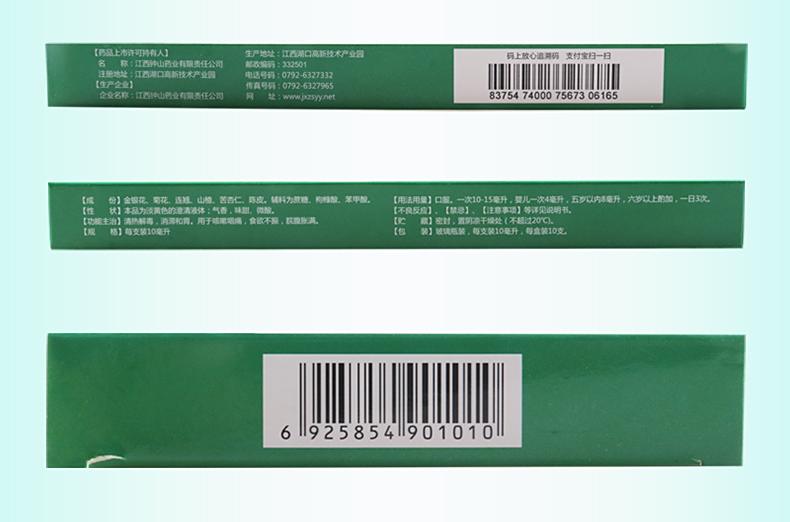 【药品上市许可持有人】
名 称：江西钟山药业有限责任公司
注册地址：江西湖口高新技术产业园
【生产企业】
企业名称：江西钟山药业有限责任公司
生产地址：江西湖口高新技术产业园
邮政编码：332501
电话号码：0792-6327332
传真号码：0792-6327965
网 址：www.jxzsyy.net
码上放心追溯码 支付宝扫一扫
83754 74000 75673 06165
【成 份】金银花、菊花、连翘、山楂、苦杏仁、陈皮。辅料为蔗糖、枸橼酸、苯甲酸。
【性 状】本品为淡黄色的澄清液体；气香，味甜、微酸。
【功能主治】清热解毒，消滞和胃。用于咳嗽咽痛，食欲不振，脘腹胀满。
【规 格】每支装10毫升
【用法用量】口服。一次10-15毫升，婴儿一次4毫升，五岁以内8毫升，六岁以上酌加，一日3次。
【不良反应】、【禁忌】、【注意事项】等详见说明书。
【贮 藏】密封，置阴凉干燥处（不超过20℃）。
【包 装】玻璃瓶装，每支装10毫升，每盒装10支。
6 925854 901010